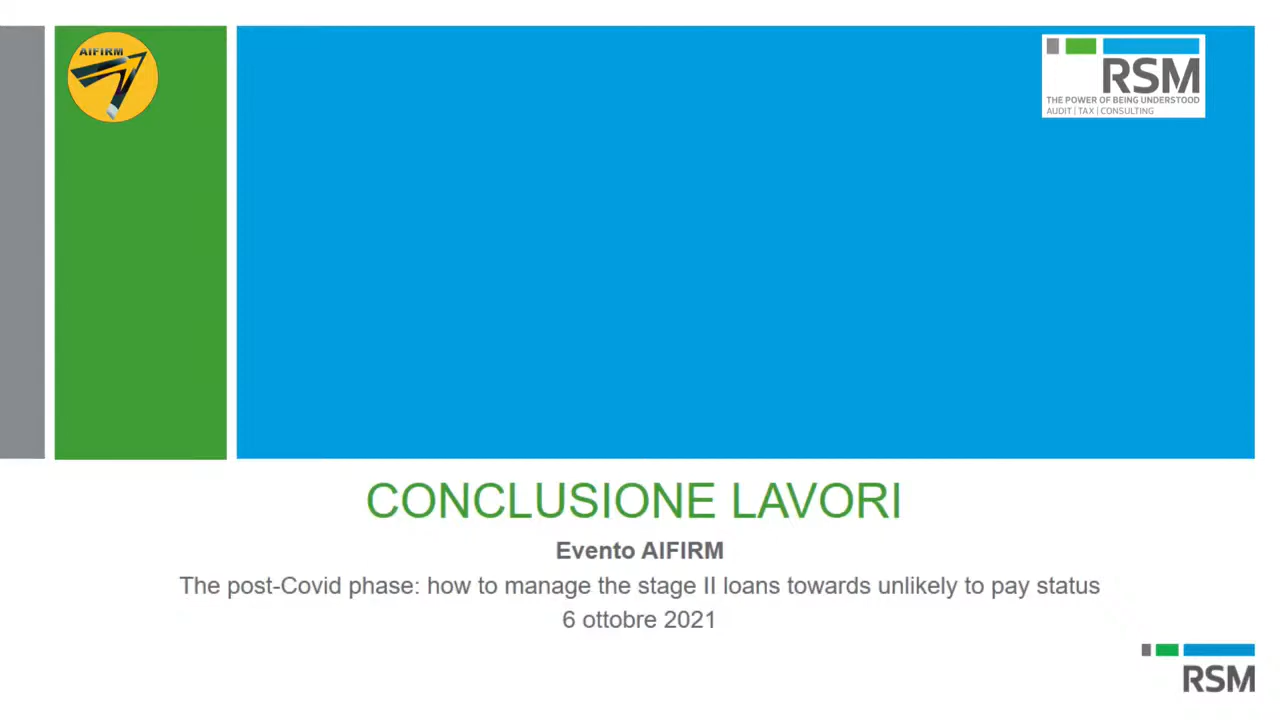 AIFIRM
RSM
THE POWER OF BEING UNDERSTOOD
AUDIT | TAX | CONSULTING
CONCLUSIONE LAVORI
Evento AIFIRM
The post-Covid phase: how to manage the stage II loans towards unlikely to pay status
6 ottobre 2021
RSM